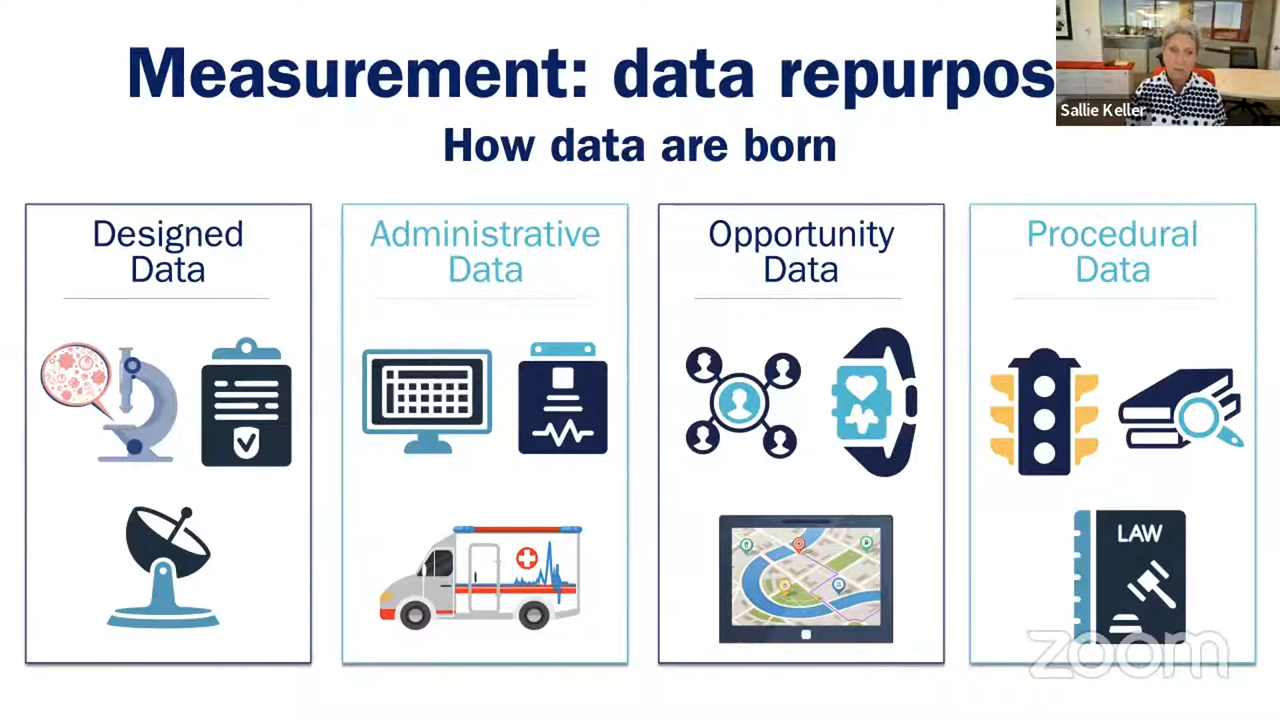 Measurement: data repurpos
Sallie Keller
How data are born
Designed
Data
Administrative
Data
Opportunity
Data
Procedural
Data
LAW
zoom